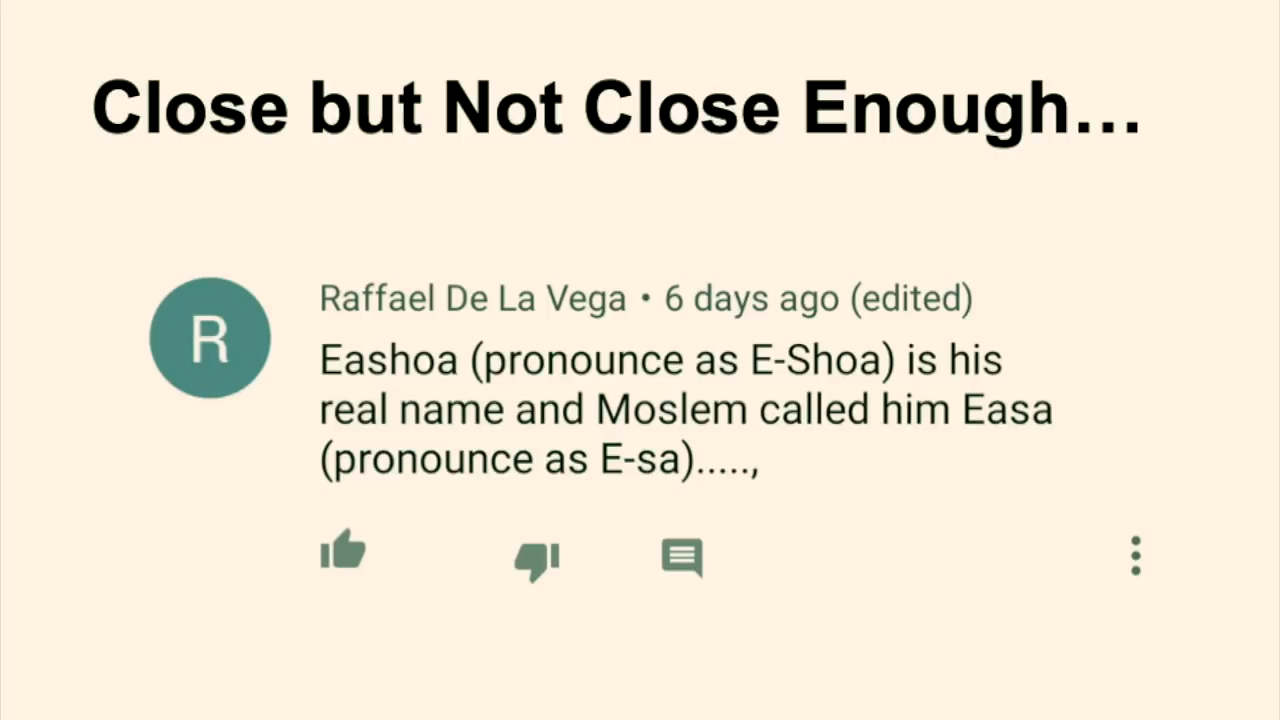 Close but Not Close Enough…
R
Raffael De La Vega • 6 days ago (edited)
Eashoa (pronounce as E-Shoa) is his
real name and Moslem called him Easa
(pronounce as E-sa).....,